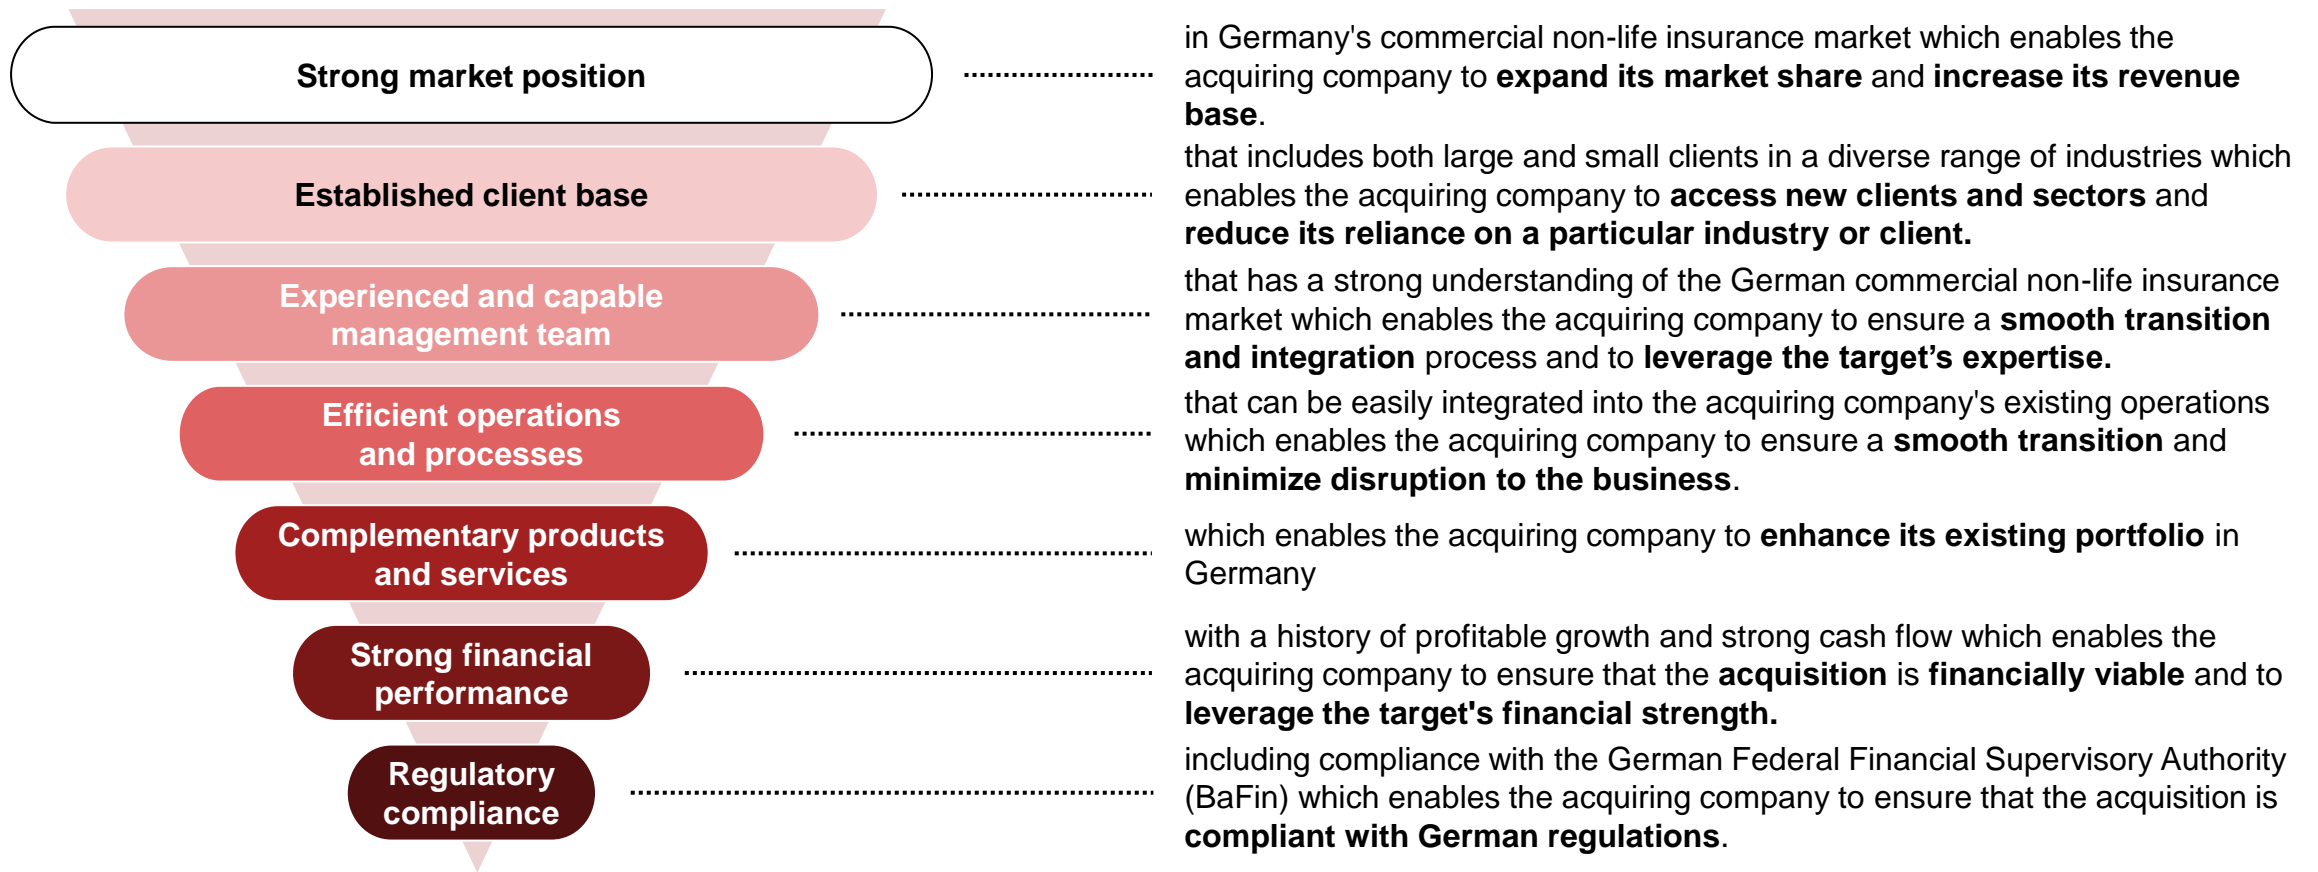 Strong market position
in Germany's commercial non-life insurance market which enables the
acquiring company to expand its market share and increase its revenue
base.
Established client base
that includes both large and small clients in a diverse range of industries which
enables the acquiring company to access new clients and sectors and
reduce its reliance on a particular industry or client.
Experienced and capable
management team
that has a strong understanding of the German commercial non-life insurance
market which enables the acquiring company to ensure a smooth transition
and integration process and to leverage the target’s expertise.
Efficient operations
and processes
that can be easily integrated into the acquiring company's existing operations
which enables the acquiring company to ensure a smooth transition and
minimize disruption to the business.
Complementary products
and services
which enables the acquiring company to enhance its existing portfolio in
Germany
Strong financial
performance
with a history of profitable growth and strong cash flow which enables the
acquiring company to ensure that the acquisition is financially viable and to
leverage the target's financial strength.
Regulatory
compliance
including compliance with the German Federal Financial Supervisory Authority
(BaFin) which enables the acquiring company to ensure that the acquisition is
compliant with German regulations.